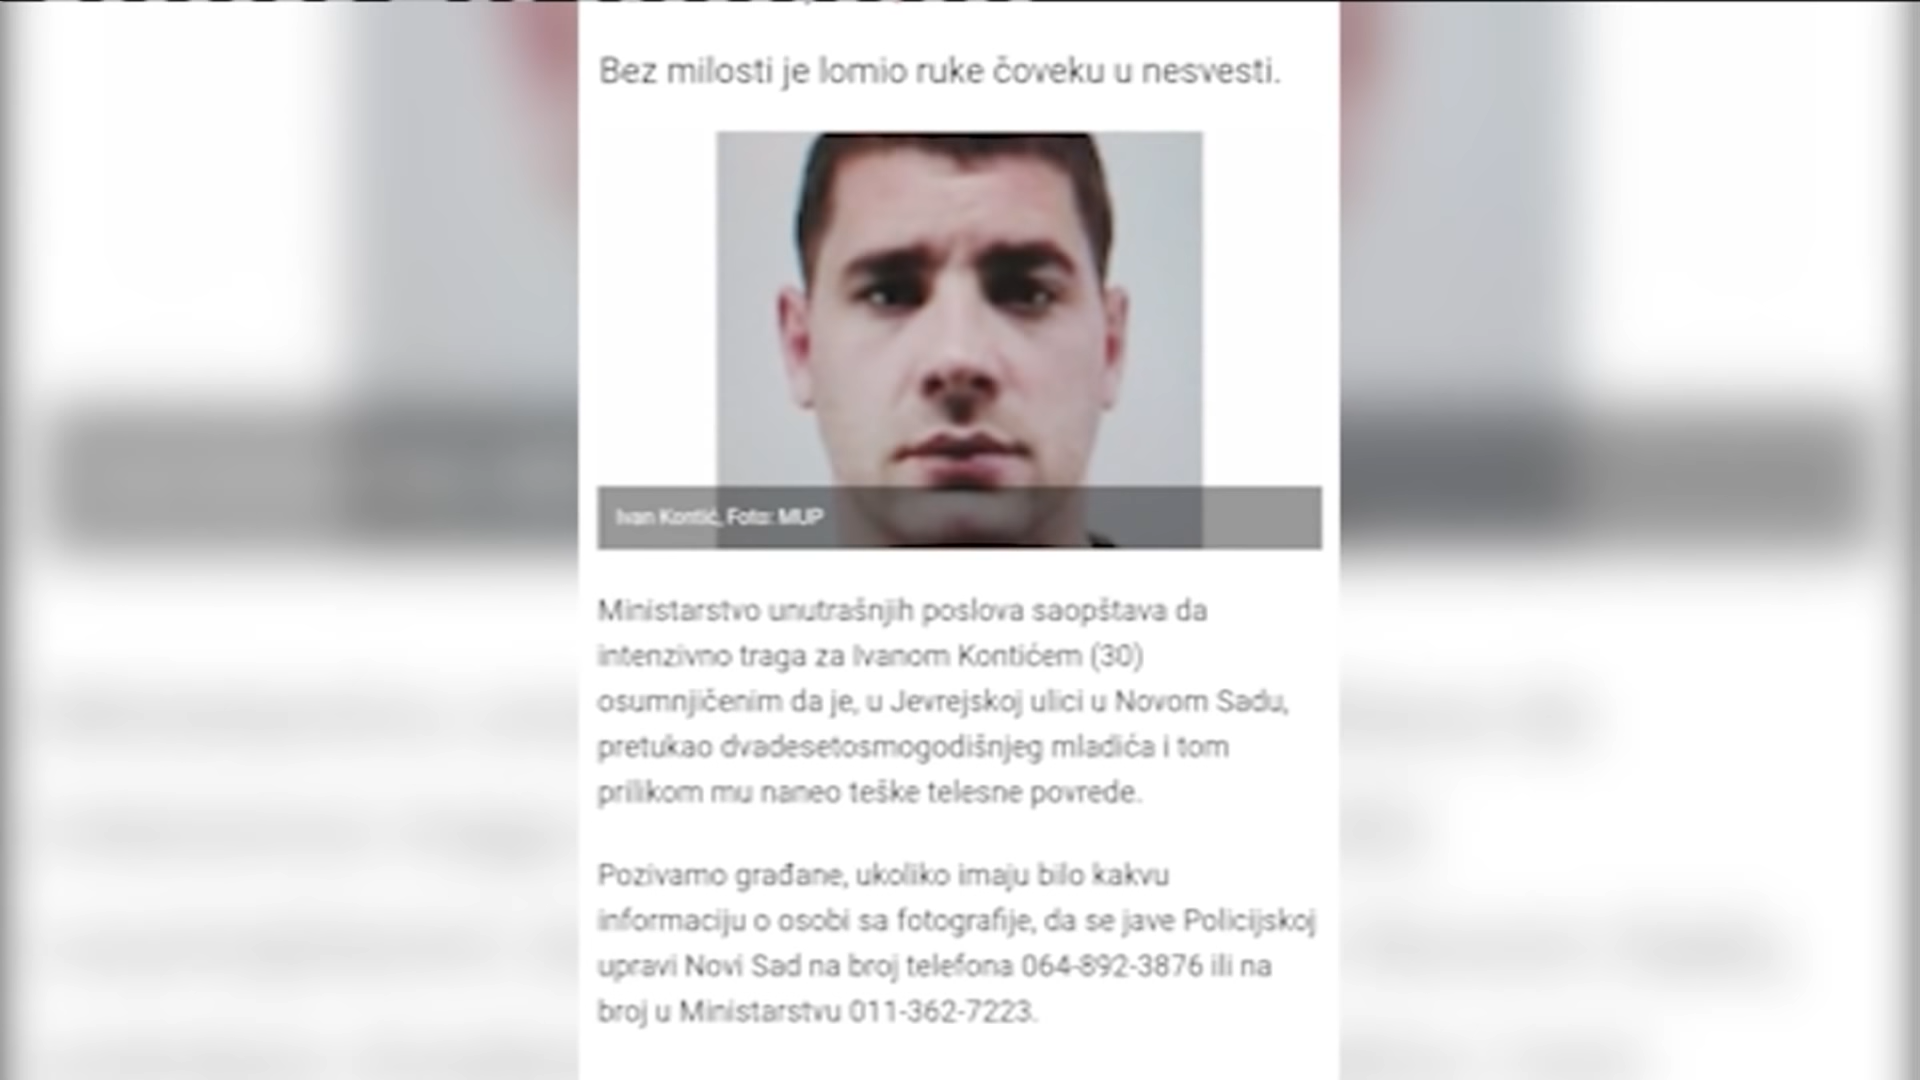 Bez milosti je lomio ruke čoveku u nesvesti.
Ivan Kontić, Foto: MUP
Ministarstvo unutrašnjih poslova saopštava da
intenzivno traga za Ivanom Kontićem (30)
osumnjičenim da je, u Jevrejskoj ulici u Novom Sadu,
pretukao dvadesetosmogodišnjeg mladića i tom
prilikom mu naneo teške telesne povrede.
Pozivamo građane, ukoliko imaju bilo kakvu
informaciju o osobi sa fotografije, da se jave Policijskoj
upravi Novi Sad na broj telefona 064-892-3876 ili na
broj u Ministarstvu 011-362-7223.